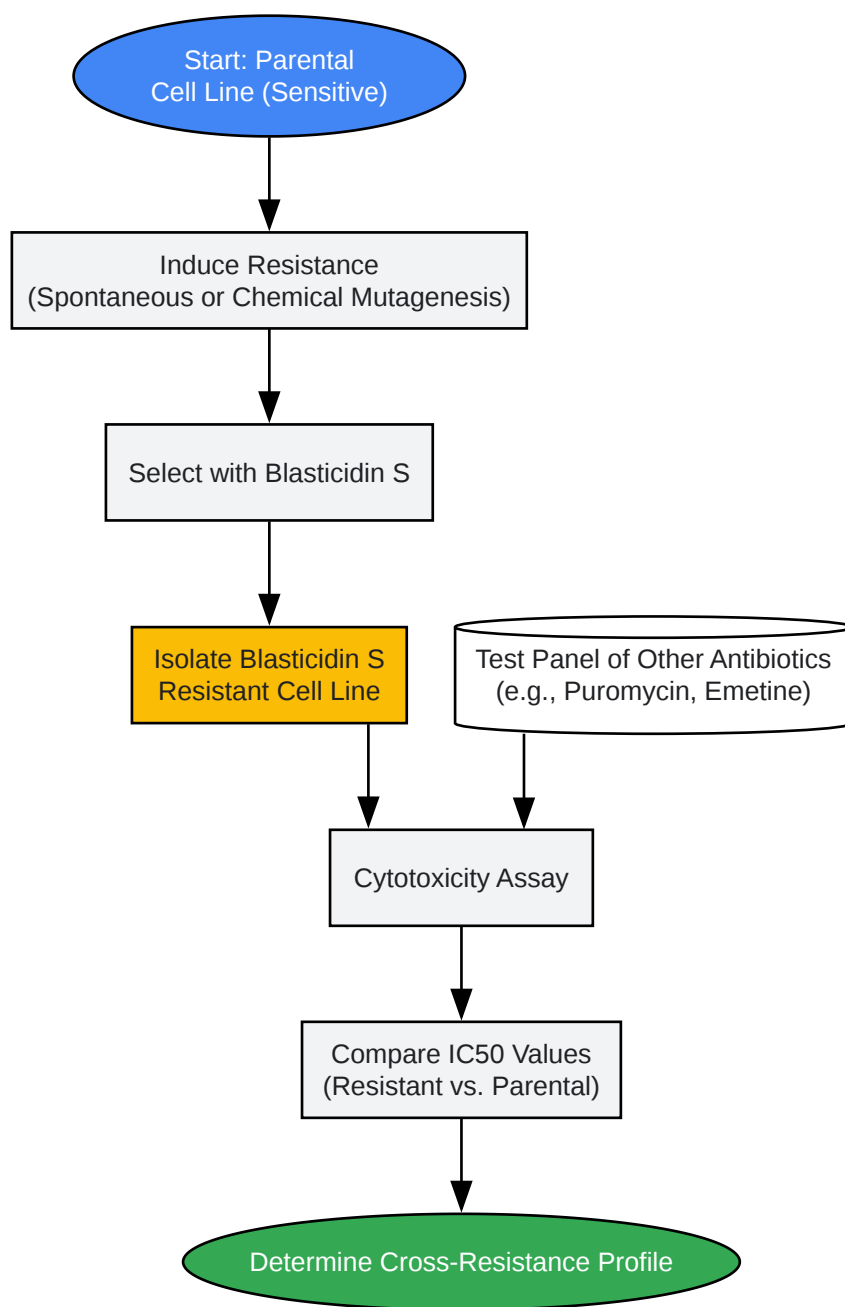 Start: Parental
Cell Line (Sensitive)
Induce Resistance
(Spontaneous or Chemical Mutagenesis)
Select with Blasticidin S
Isolate Blasticidin S
Resistant Cell Line
Test Panel of Other Antibiotics
(e.g., Puromycin, Emetine)
Cytotoxicity Assay
Compare IC50 Values
(Resistant vs. Parental)
Determine Cross-Resistance Profile